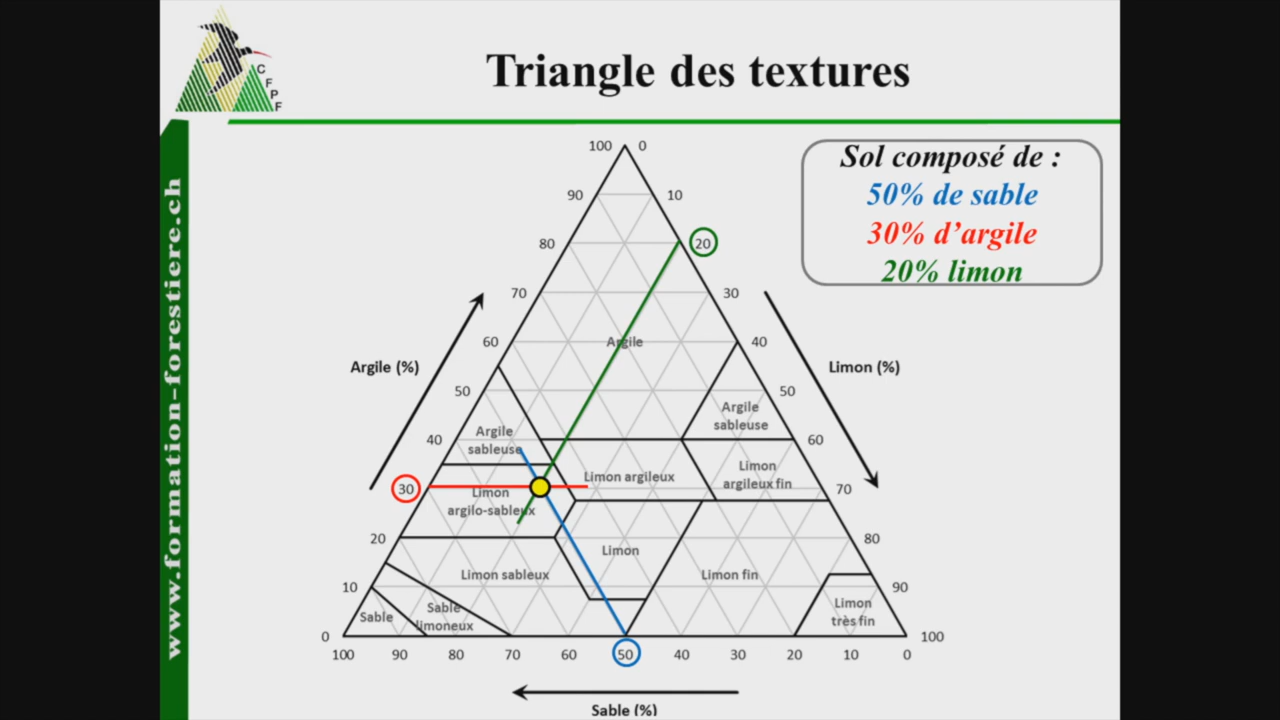 C
F
P
F
Triangle des textures
www.formation-forestiere.ch
Sol composé de :
50% de sable
30% d’argile
20% limon
100 0
90 10
80 20
70 30
60 40
50 50
40 60
30 70
20 80
10 90
0 100
100 90 80 70 60 50 40 30 20 10 0
Argile (%)
Limon (%)
Sable (%)
Argile
Argile
sableuse
Argile
sableuse
Limon argileux
Limon
argileux fin
Limon
argilo-sableux
Limon
Limon sableux
Limon fin
Sable
Sable
limoneux
Limon
très fin